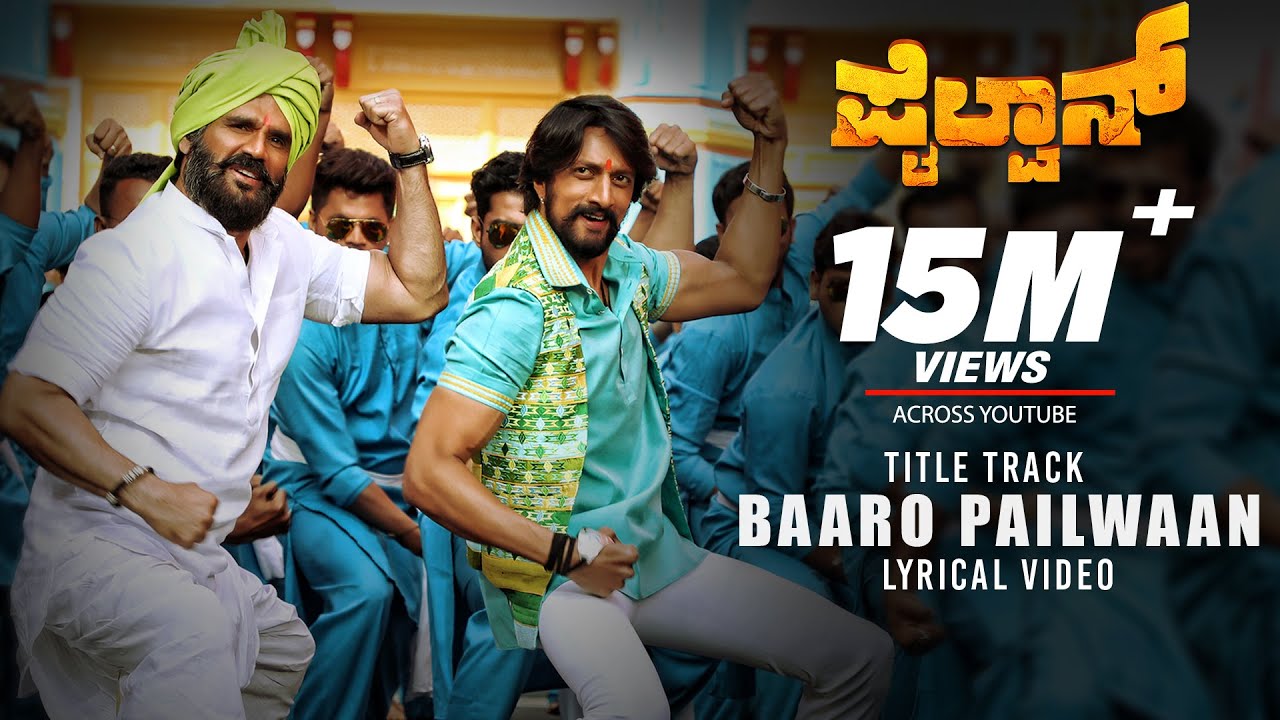 ಪೈಲ್ವಾನ್
15M+
VIEWS
ACROSS YOUTUBE
TITLE TRACK
BAARO PAILWAAN
LYRICAL VIDEO